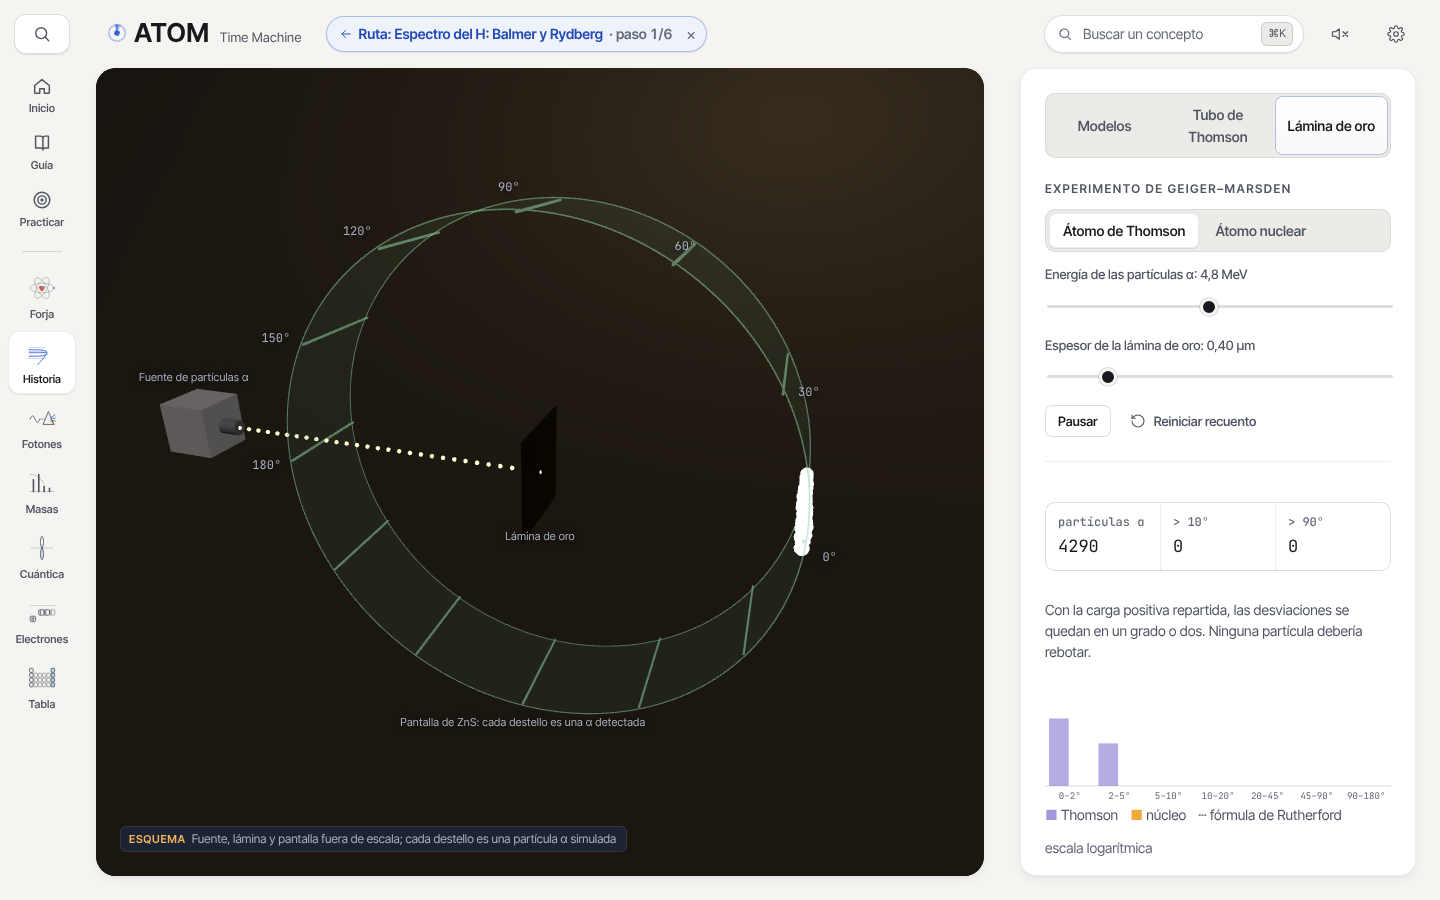 ATOM Time Machine
← Ruta: Espectro del H: Balmer y Rydberg · paso 1/6 ×
Buscar un concepto ⌘K
Inicio
Guía
Practicar
Forja
Historia
Fotones
Masas
Cuántica
Electrones
Tabla
90°
120°
60°
150°
30°
Fuente de partículas α
180°
Lámina de oro
0°
Pantalla de ZnS: cada destello es una α detectada
ESQUEMA Fuente, lámina y pantalla fuera de escala; cada destello es una partícula α simulada
Modelos
Tubo de
Thomson
Lámina de oro
EXPERIMENTO DE GEIGER–MARSDEN
Átomo de Thomson Átomo nuclear
Energía de las partículas α: 4,8 MeV
Espesor de la lámina de oro: 0,40 µm
Pausar Reiniciar recuento
partículas α > 10° > 90°
4290 0 0
Con la carga positiva repartida, las desviaciones se
quedan en un grado o dos. Ninguna partícula debería
rebotar.
0–2° 2–5° 5–10° 10–20° 20–45° 45–90° 90–180°
Thomson núcleo ┄ fórmula de Rutherford
escala logarítmica